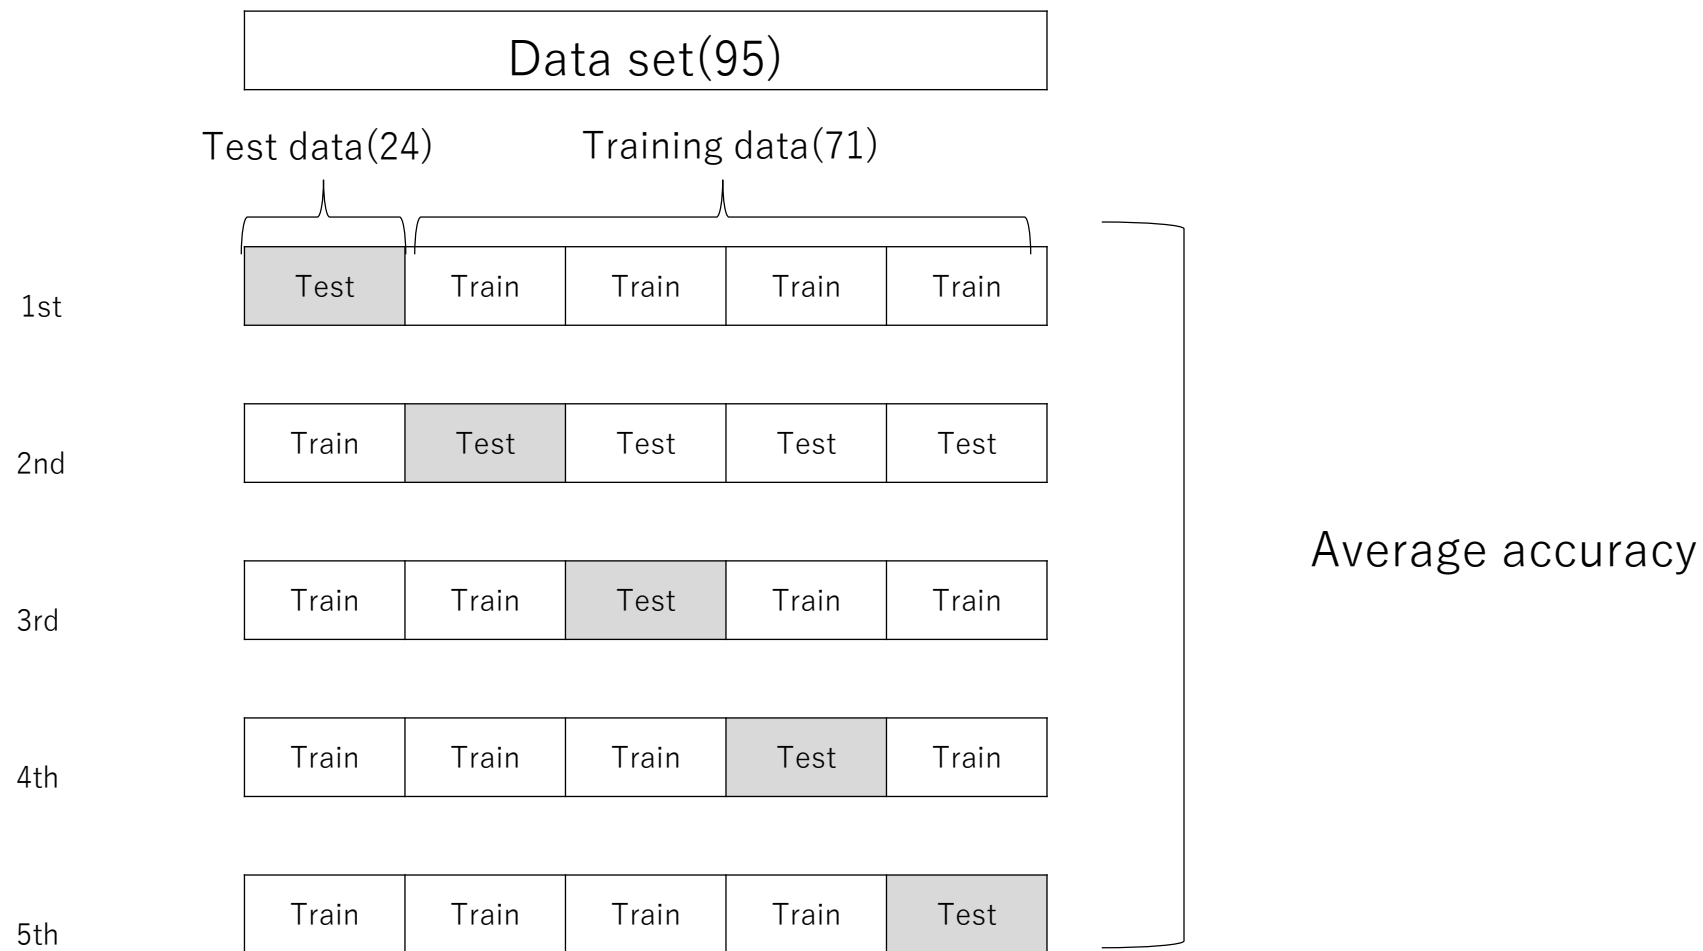 Data set(95)
Test data(24) Training data(71)
1st Test Train Train Train Train
2nd Train Test Test Test Test
Average accuracy
3rd Train Train Test Train Train
4th Train Train Train Test Train
5th Train Train Train Train Test